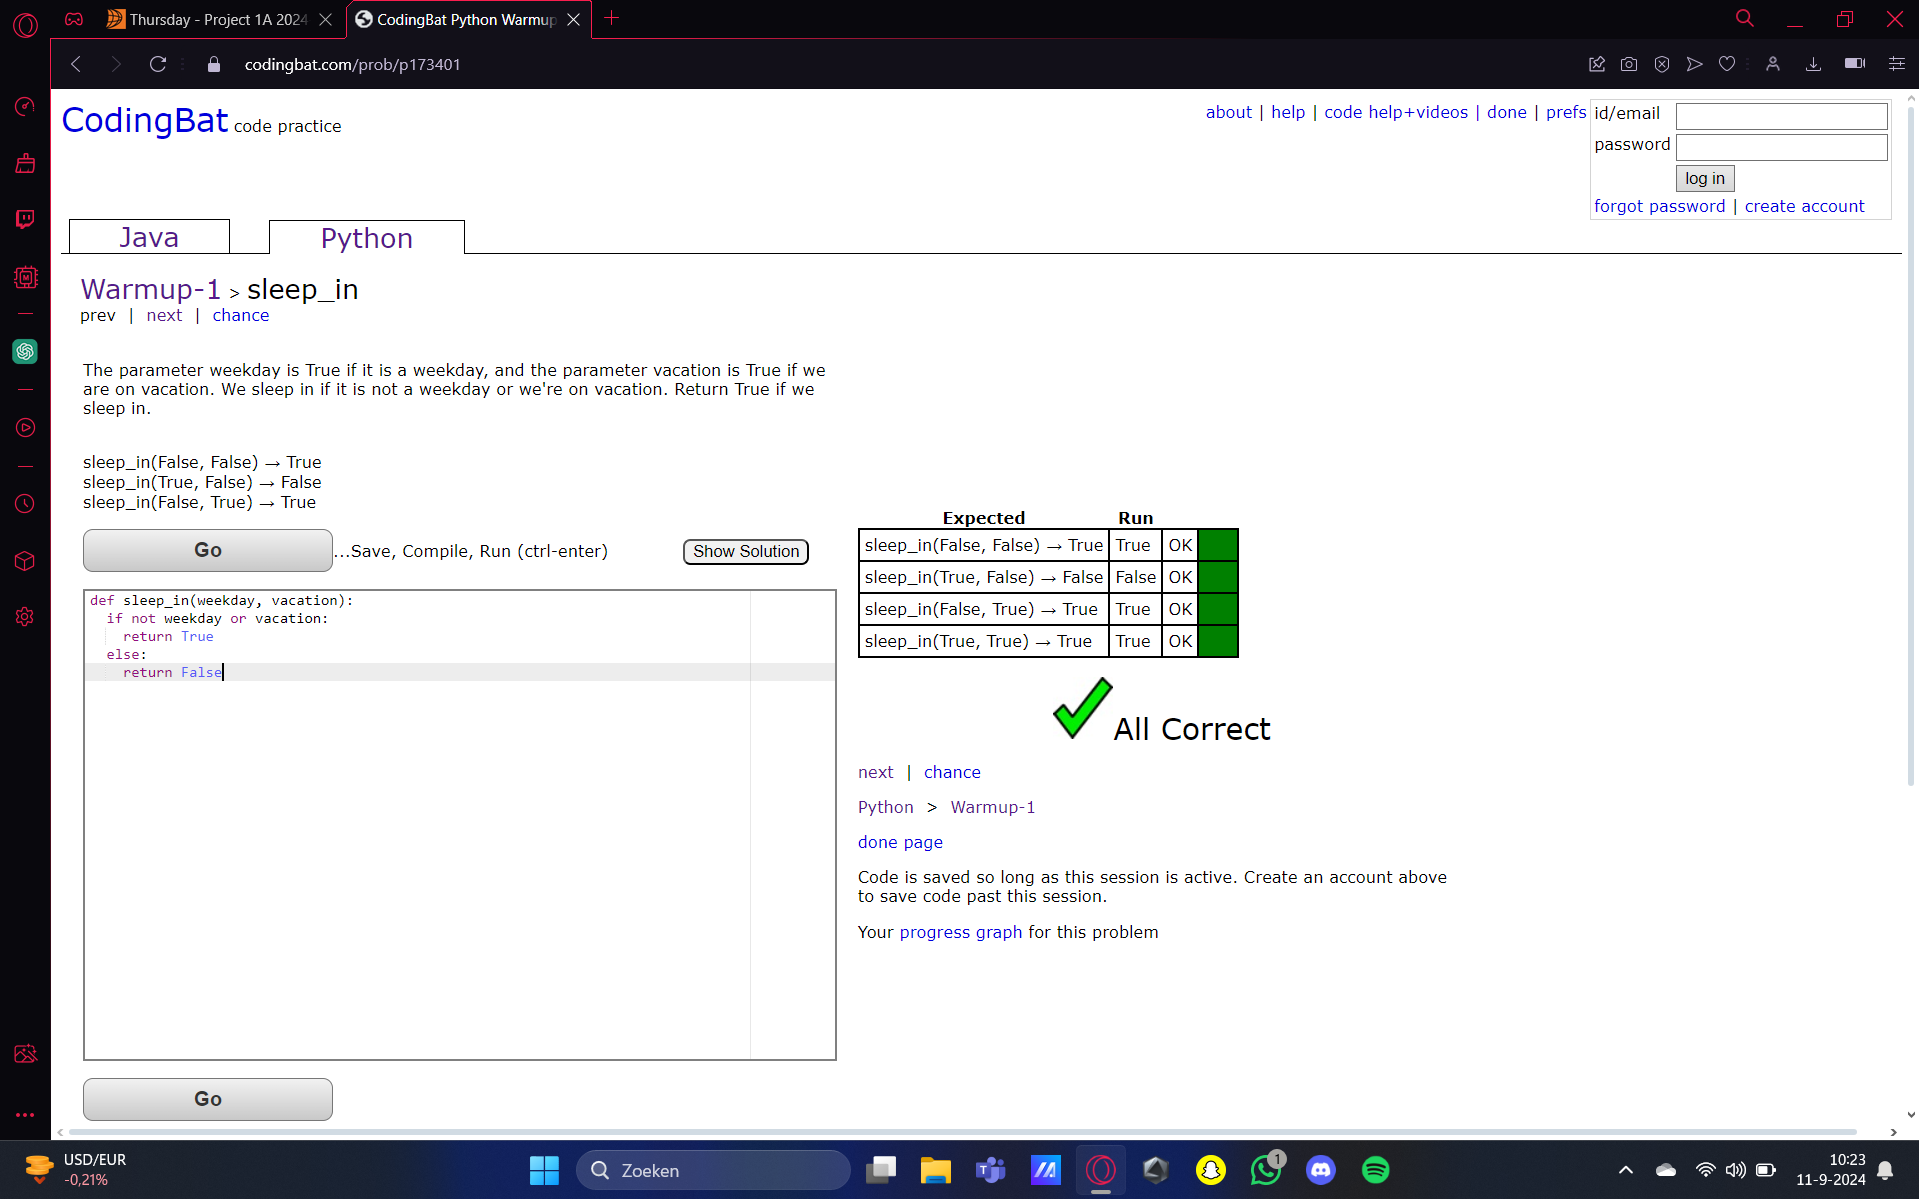 Thursday - Project 1A 2024
CodingBat Python Warmup
codingbat.com/prob/p173401
CodingBat code practice
about | help | code help+videos | done | prefs
id/email
password
log in
forgot password | create account
Java
Python
Warmup-1 > sleep_in
prev | next | chance
The parameter weekday is True if it is a weekday, and the parameter vacation is True if we
are on vacation. We sleep in if it is not a weekday or we're on vacation. Return True if we
sleep in.
sleep_in(False, False) → True
sleep_in(True, False) → False
sleep_in(False, True) → True
Go
...Save, Compile, Run (ctrl-enter)
Show Solution
def sleep_in(weekday, vacation):
  if not weekday or vacation:
    return True
  else:
    return False
Go
Expected Run
sleep_in(False, False) → True True OK
sleep_in(True, False) → False False OK
sleep_in(False, True) → True True OK
sleep_in(True, True) → True True OK
All Correct
next | chance
Python > Warmup-1
done page
Code is saved so long as this session is active. Create an account above
to save code past this session.
Your progress graph for this problem
USD/EUR
-0,21%
Zoeken
1
10:23
11-9-2024